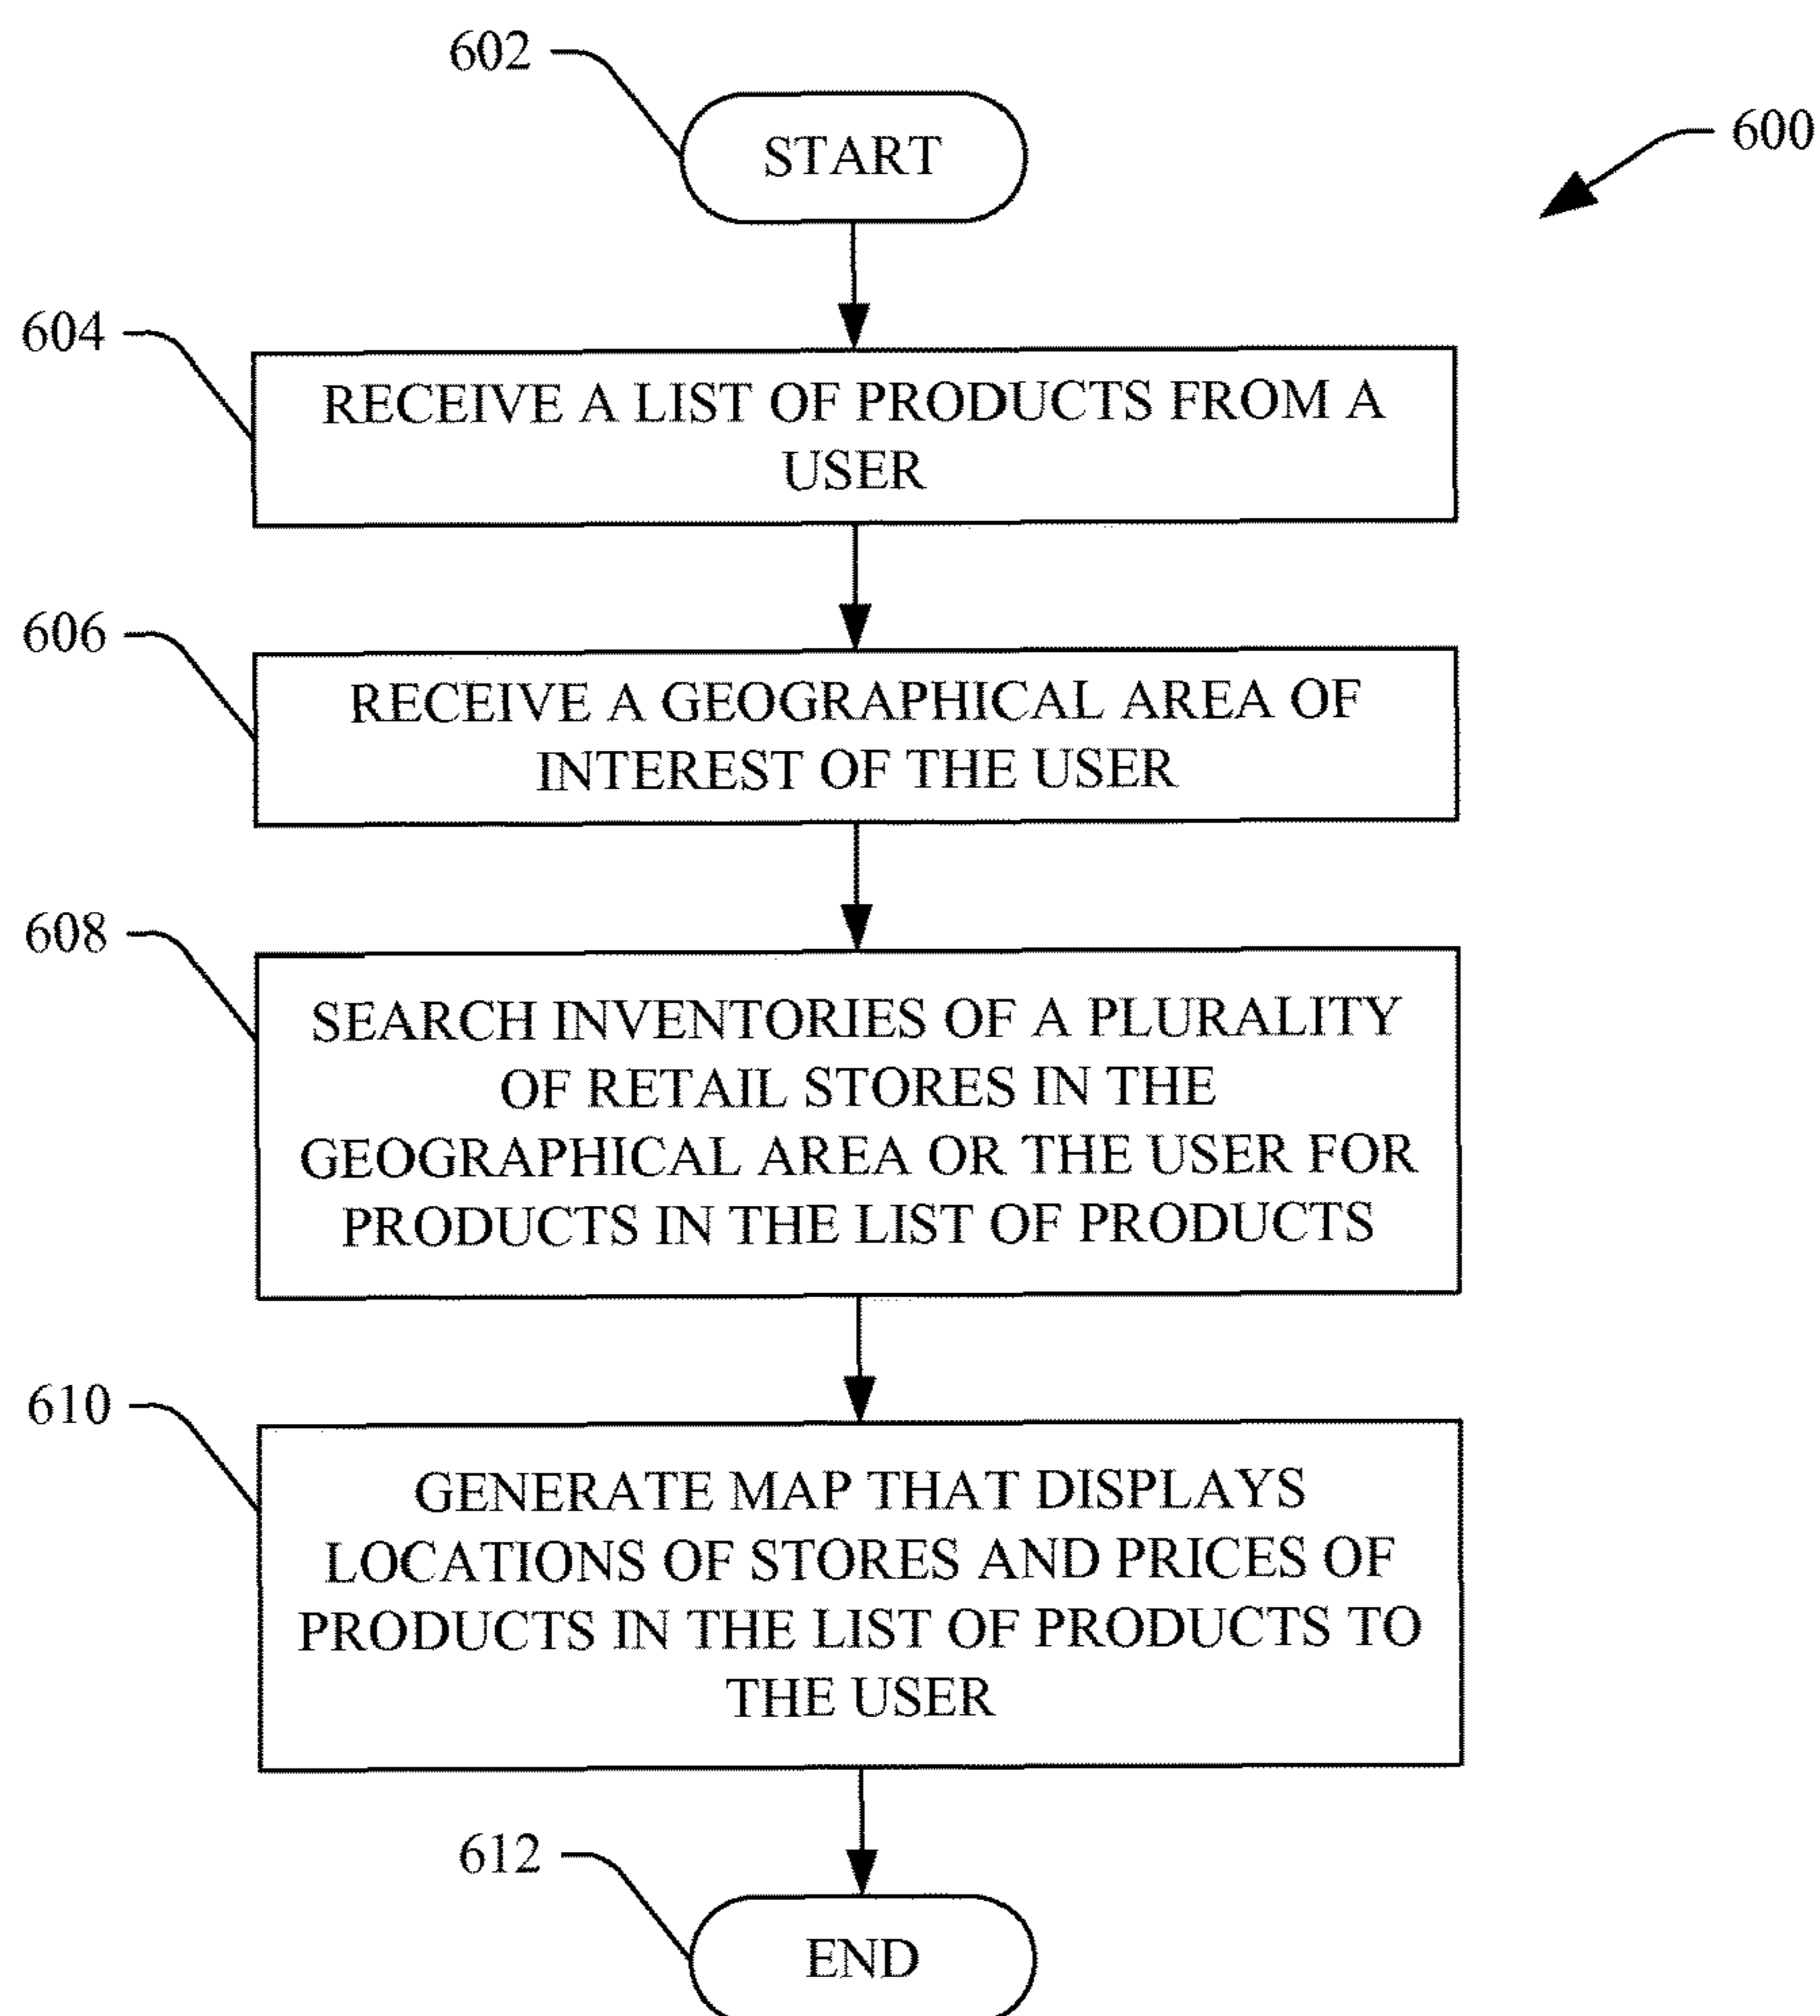 602
START
600
604
RECEIVE A LIST OF PRODUCTS FROM A
USER
606
RECEIVE A GEOGRAPHICAL AREA OF
INTEREST OF THE USER
608
SEARCH INVENTORIES OF A PLURALITY
OF RETAIL STORES IN THE
GEOGRAPHICAL AREA OR THE USER FOR
PRODUCTS IN THE LIST OF PRODUCTS
610
GENERATE MAP THAT DISPLAYS
LOCATIONS OF STORES AND PRICES OF
PRODUCTS IN THE LIST OF PRODUCTS TO
THE USER
612
END